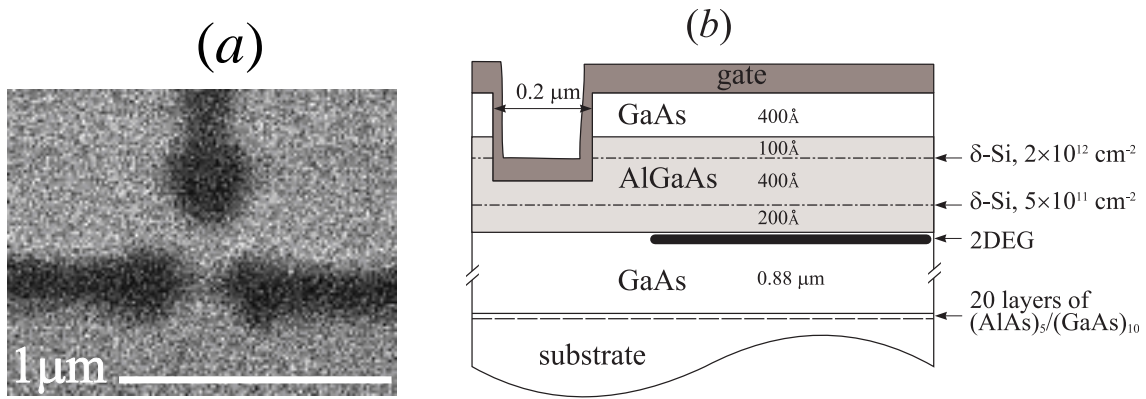 (a)
1μm
(b)
gate
0.2 μm
GaAs
400Å
100Å
δ-Si, 2×10¹² cm⁻²
AlGaAs
400Å
δ-Si, 5×10¹¹ cm⁻²
200Å
2DEG
GaAs
0.88 μm
20 layers of
(AlAs)₅/(GaAs)₁₀
substrate